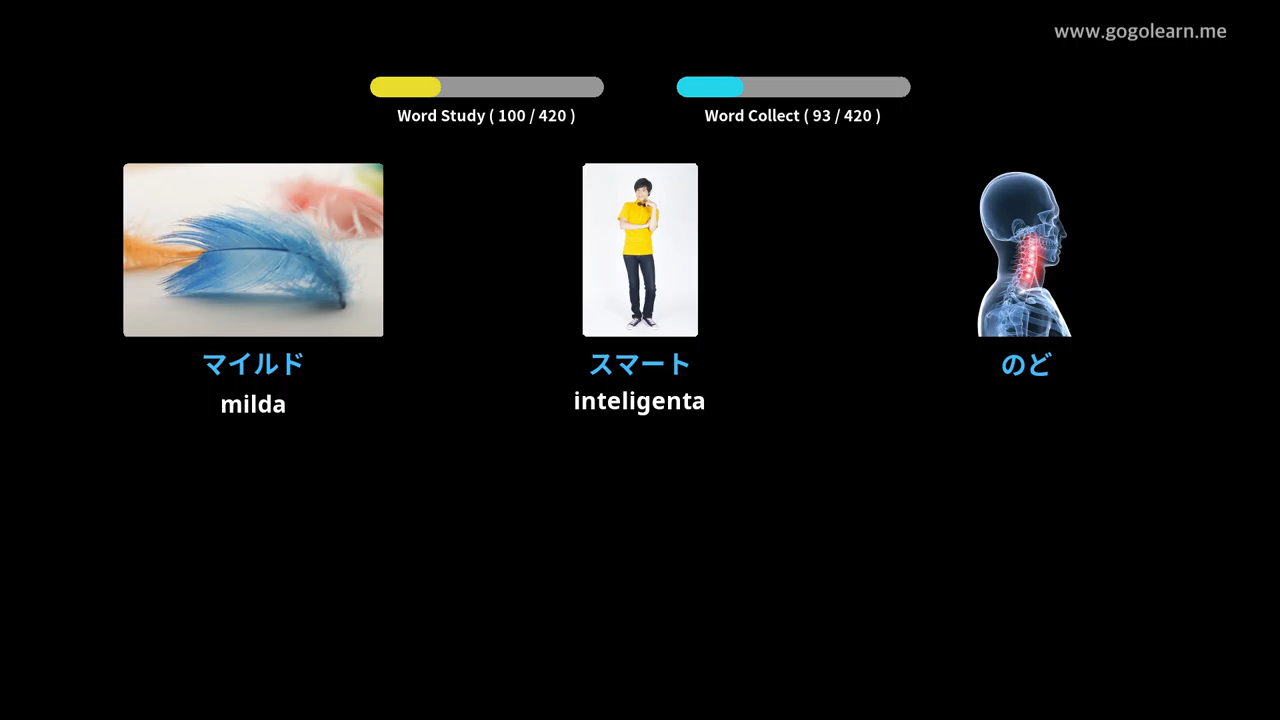 www.gogolearn.me
Word Study ( 100 / 420 )
Word Collect ( 93 / 420 )
マイルド
milda
スマート
inteligenta
のど